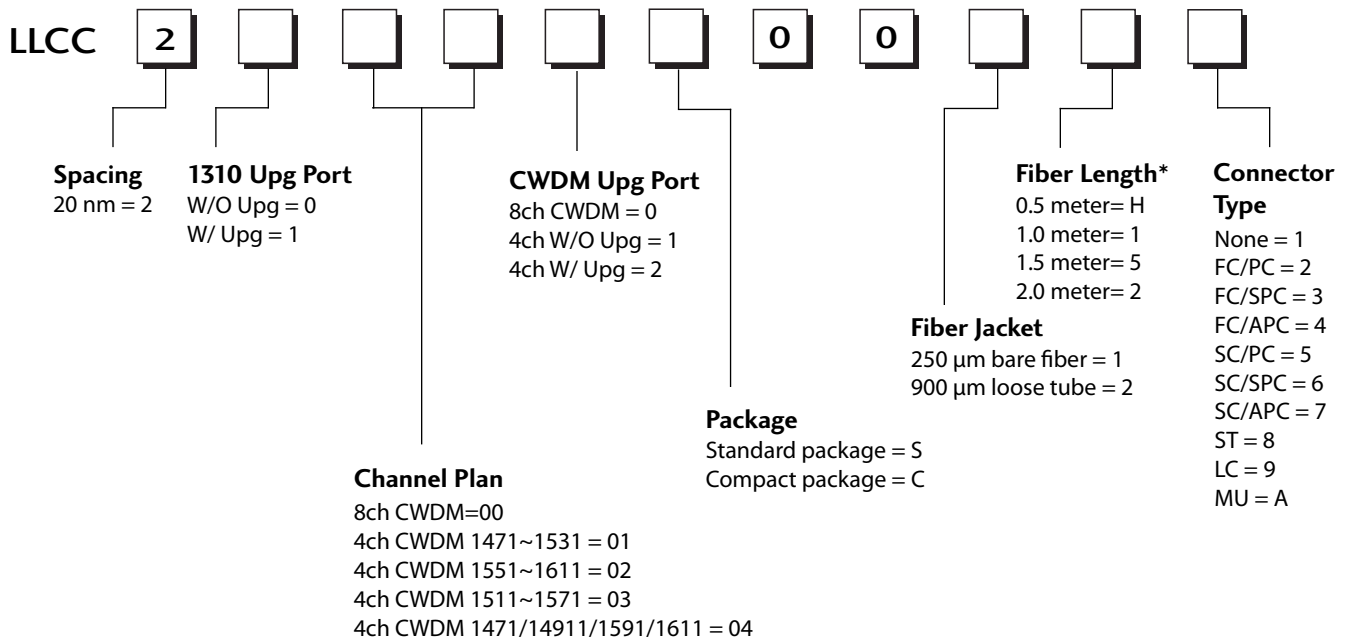 LLCC 2 0 0
Spacing
20 nm = 2
1310 Upg Port
W/O Upg = 0
W/ Upg = 1
Channel Plan
8ch CWDM=00
4ch CWDM 1471~1531 = 01
4ch CWDM 1551~1611 = 02
4ch CWDM 1511~1571 = 03
4ch CWDM 1471/14911/1591/1611 = 04
CWDM Upg Port
8ch CWDM = 0
4ch W/O Upg = 1
4ch W/ Upg = 2
Package
Standard package = S
Compact package = C
Fiber Jacket
250 µm bare fiber = 1
900 µm loose tube = 2
Fiber Length*
0.5 meter= H
1.0 meter= 1
1.5 meter= 5
2.0 meter= 2
Connector
Type
None = 1
FC/PC = 2
FC/SPC = 3
FC/APC = 4
SC/PC = 5
SC/SPC = 6
SC/APC = 7
ST = 8
LC = 9
MU = A